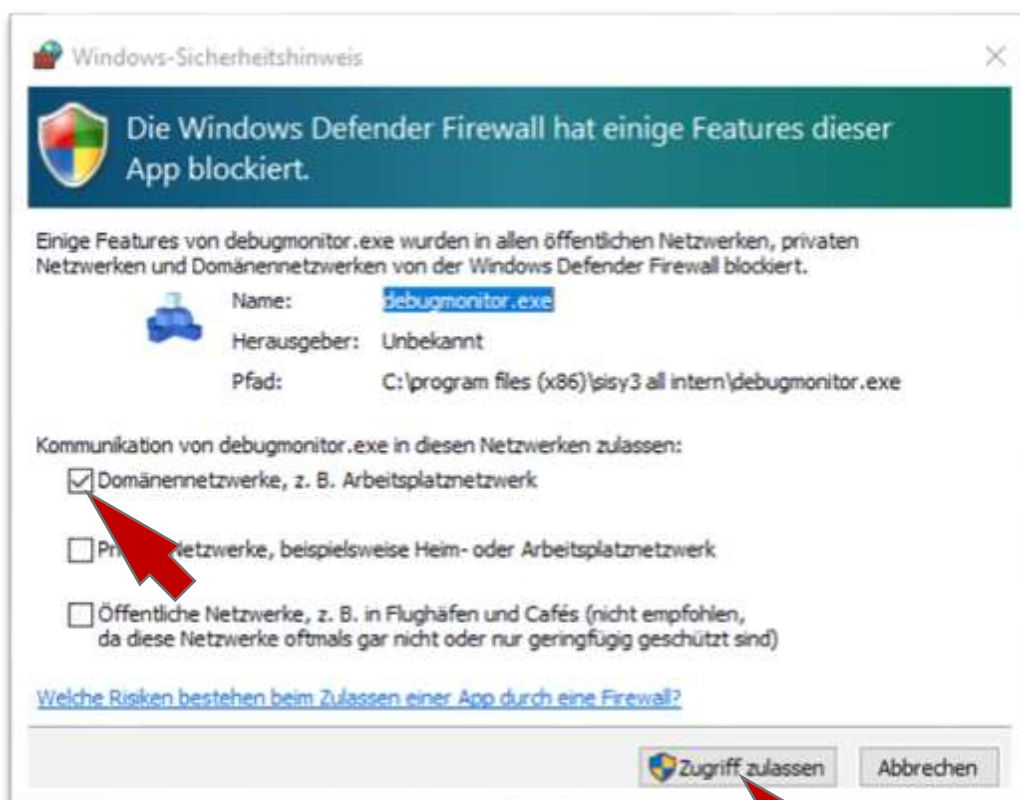 Windows-Sicherheitshinweis
Die Windows Defender Firewall hat einige Features dieser
App blockiert.
Einige Features von debugmonitor.exe wurden in allen öffentlichen Netzwerken, privaten
Netzwerken und Domänennetzwerken von der Windows Defender Firewall blockiert.
Name: debugmonitor.exe
Herausgeber: Unbekannt
Pfad: C:\program files (x86)\sisy3 all intern\debugmonitor.exe
Kommunikation von debugmonitor.exe in diesen Netzwerken zulassen:
Domänennetzwerke, z. B. Arbeitsplatznetzwerk
Netzwerke, beispielsweise Heim- oder Arbeitsplatznetzwerk
Öffentliche Netzwerke, z. B. in Flughäfen und Cafés (nicht empfohlen,
da diese Netzwerke oftmals gar nicht oder nur geringfügig geschützt sind)
Welche Risiken bestehen beim Zulassen einer App durch eine Firewall?
Zugriff zulassen Abbrechen